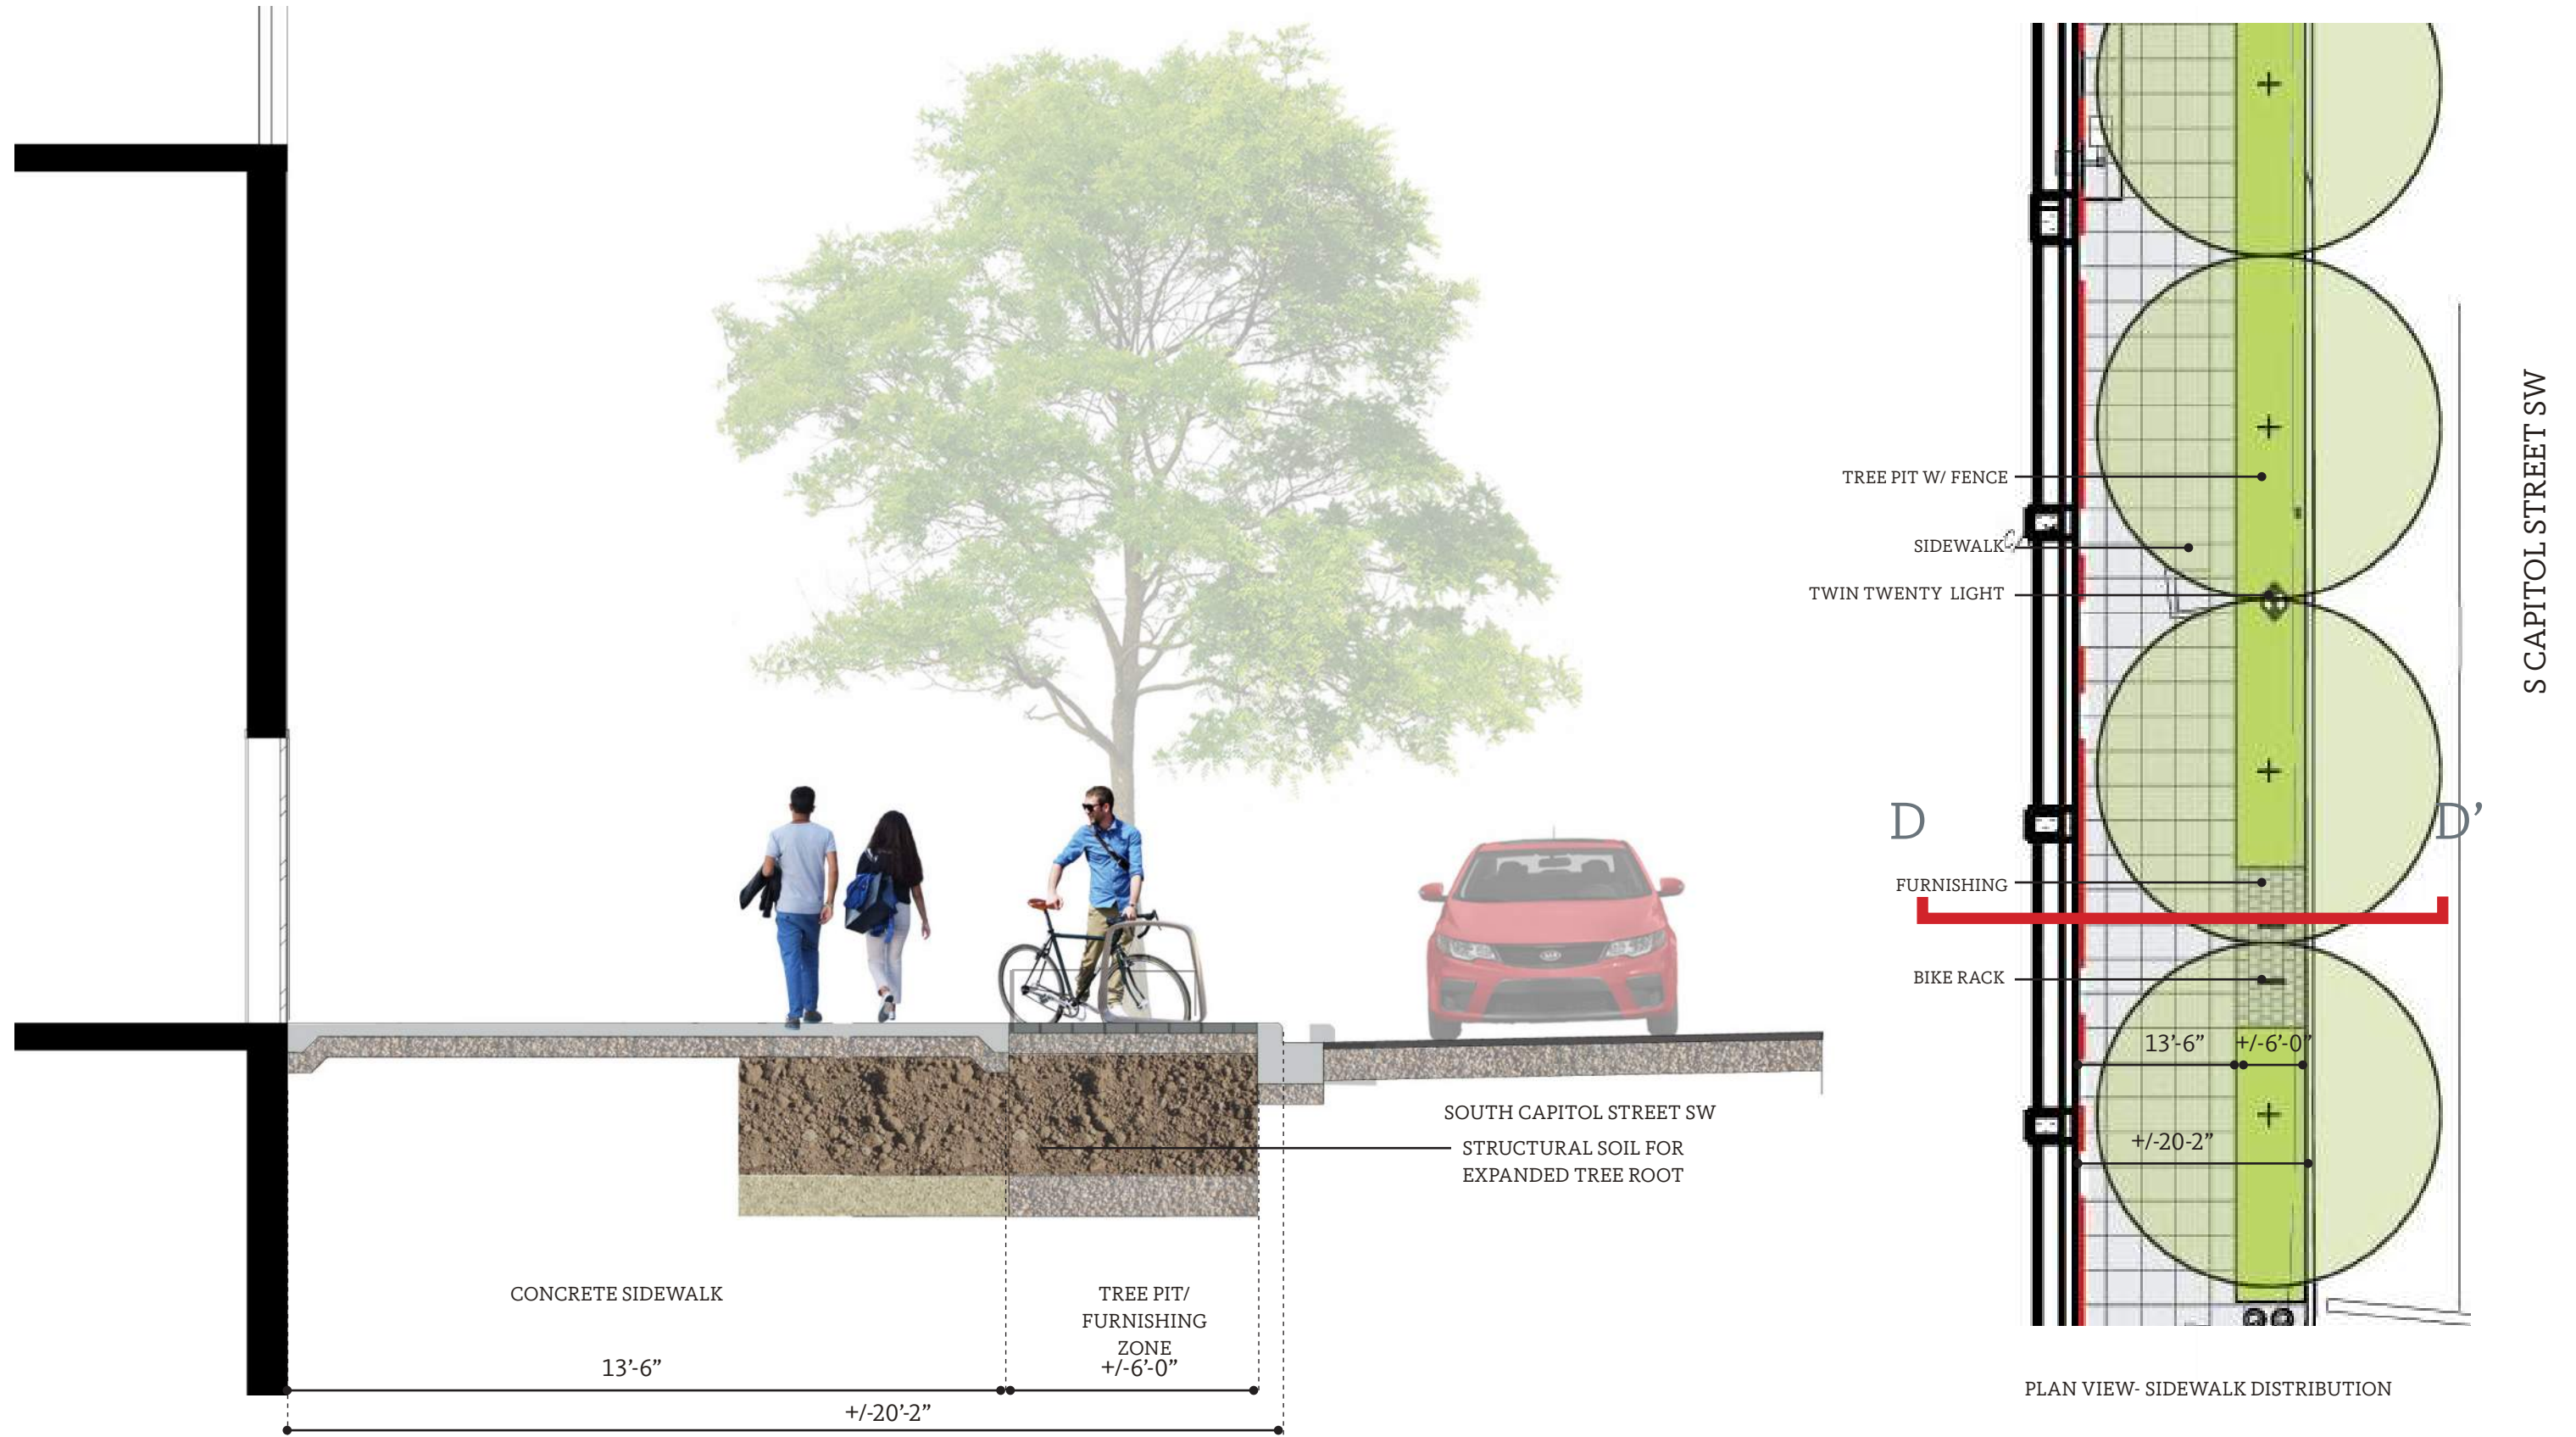 TREE PIT W/ FENCE
SIDEWALK
TWIN TWENTY LIGHT
S CAPITOL STREET SW
D
D’
FURNISHING
BIKE RACK
13’-6”
+/-6’-0”
+/-20-2”
SOUTH CAPITOL STREET SW
STRUCTURAL SOIL FOR
EXPANDED TREE ROOT
CONCRETE SIDEWALK
TREE PIT/
FURNISHING
ZONE
13’-6”
+/-6’-0”
+/-20’-2”
PLAN VIEW- SIDEWALK DISTRIBUTION